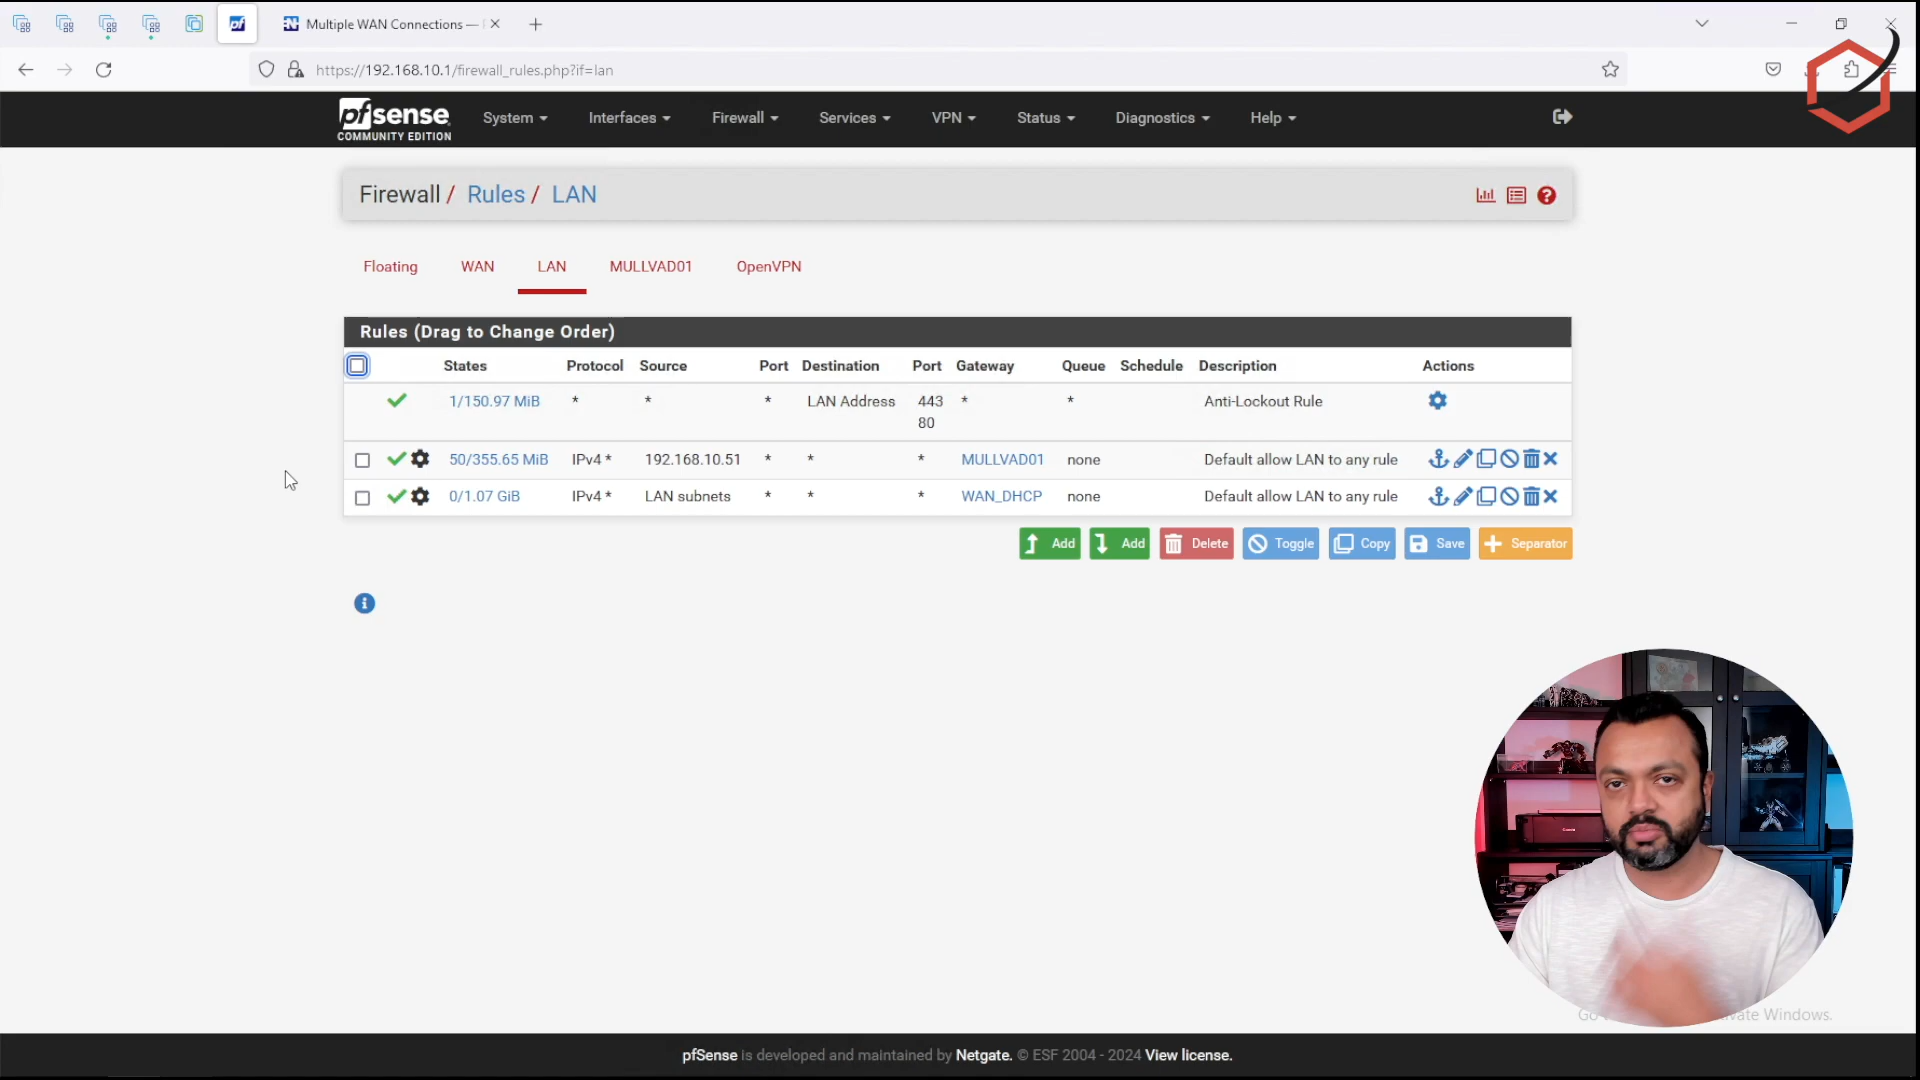 Multiple WAN Connections —
https://192.168.10.1/firewall_rules.php?if=lan
pfsense
COMMUNITY EDITION
System
Interfaces
Firewall
Services
VPN
Status
Diagnostics
Help
Firewall / Rules / LAN
Floating
WAN
LAN
MULLVAD01
OpenVPN
Rules (Drag to Change Order)
States Protocol Source Port Destination Port Gateway Queue Schedule Description Actions
1/150.97 MiB * * * LAN Address 443 * * Anti-Lockout Rule
80
50/355.65 MiB IPv4 * 192.168.10.51 * * * MULLVAD01 none Default allow LAN to any rule
0/1.07 GiB IPv4 * LAN subnets * * * WAN_DHCP none Default allow LAN to any rule
Add
Add
Delete
Toggle
Copy
Save
Separator
pfSense is developed and maintained by Netgate. © ESF 2004 - 2024 View license.